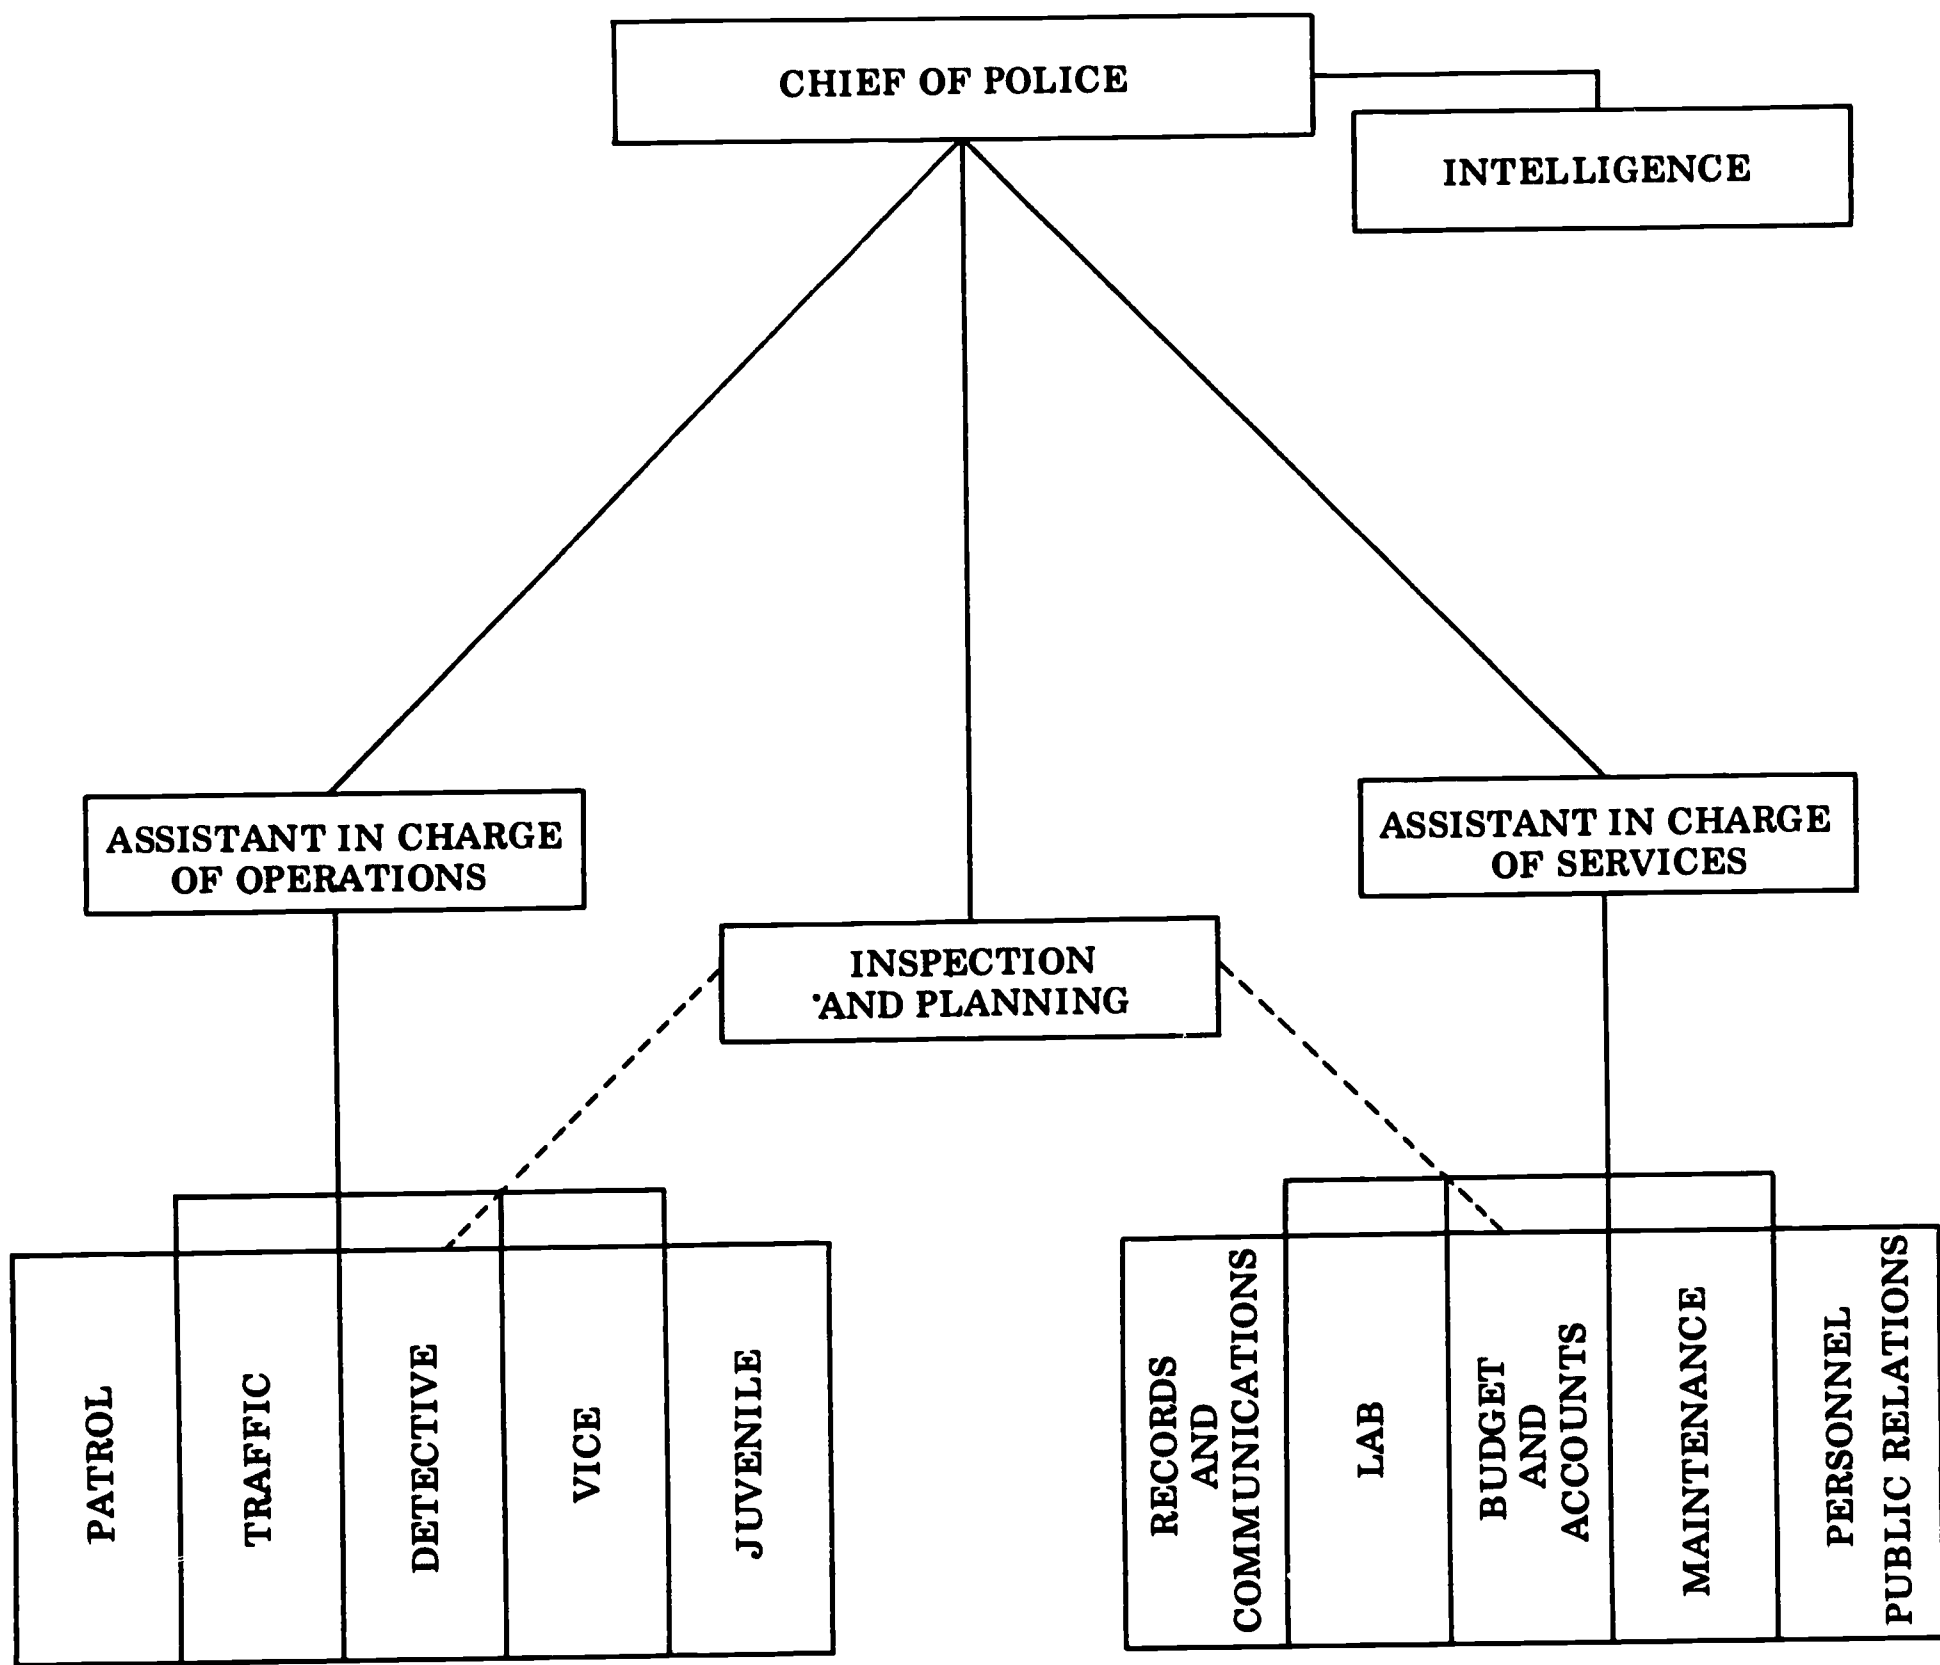 CHIEF OF POLICE
INTELLIGENCE
ASSISTANT IN CHARGE
OF OPERATIONS
ASSISTANT IN CHARGE
OF SERVICES
INSPECTION
AND PLANNING
PATROL
TRAFFIC
DETECTIVE
VICE
JUVENILE
RECORDS
AND
COMMUNICATIONS
LAB
BUDGET
AND
ACCOUNTS
MAINTENANCE
PERSONNEL
PUBLIC RELATIONS